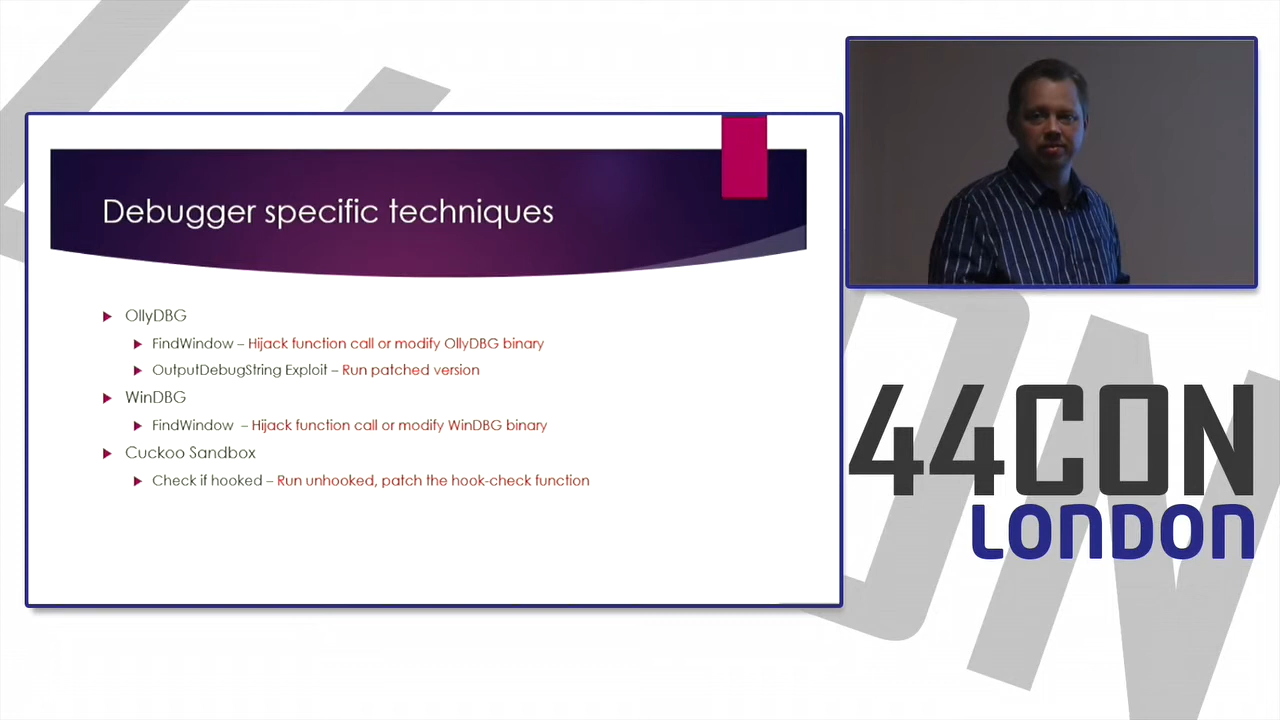 Debugger specific techniques
OllyDBG
FindWindow – Hijack function call or modify OllyDBG binary
OutputDebugString Exploit – Run patched version
WinDBG
FindWindow – Hijack function call or modify WinDBG binary
Cuckoo Sandbox
Check if hooked – Run unhooked, patch the hook-check function
44CON
LONDON